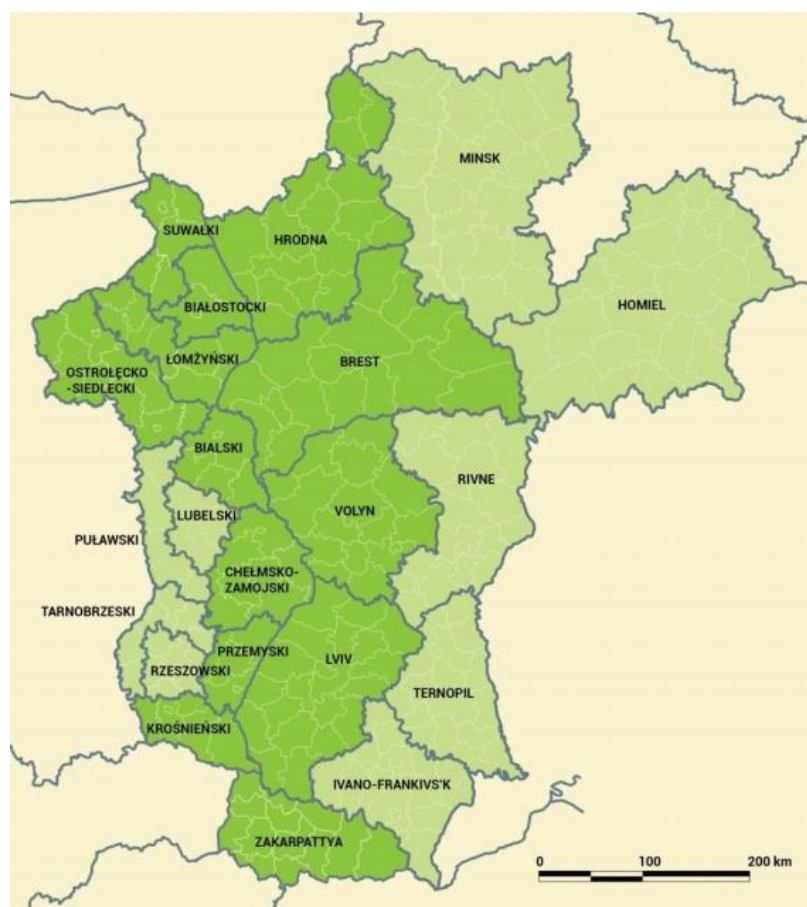 MINSK
SUWAŁKI
HRODNA
HOMIEL
BIAŁOSTOCKI
ŁOMŻYŃSKI
BREST
OSTROŁĘCKO
-SIEDLECKI
BIALSKI
RIVNE
LUBELSKI
VOLYN
PUŁAWSKI
CHEŁMSKO-
ZAMOJSKI
TARNOBRZESKI
PRZEMYSKI
LVIV
RZESZOWSKI
TERNOPIL
KROŚNIEŃSKI
IVANO-FRANKIVS'K
ZAKARPATTYA
0 100 200 km